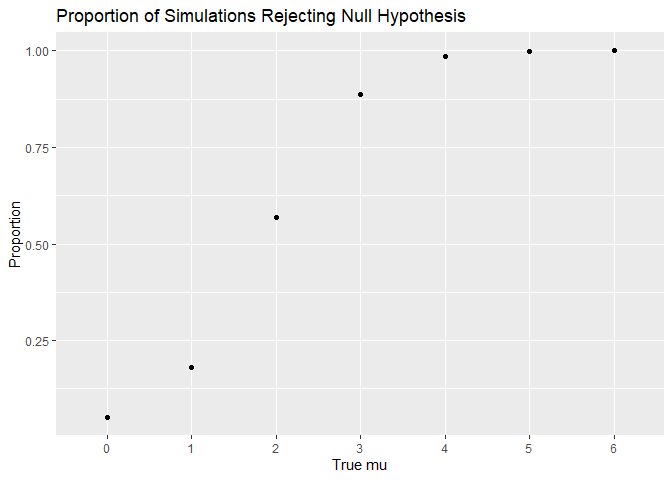 Proportion of Simulations Rejecting Null Hypothesis
1.00
0.75
0.50
0.25
Proportion
0 1 2 3 4 5 6
True mu